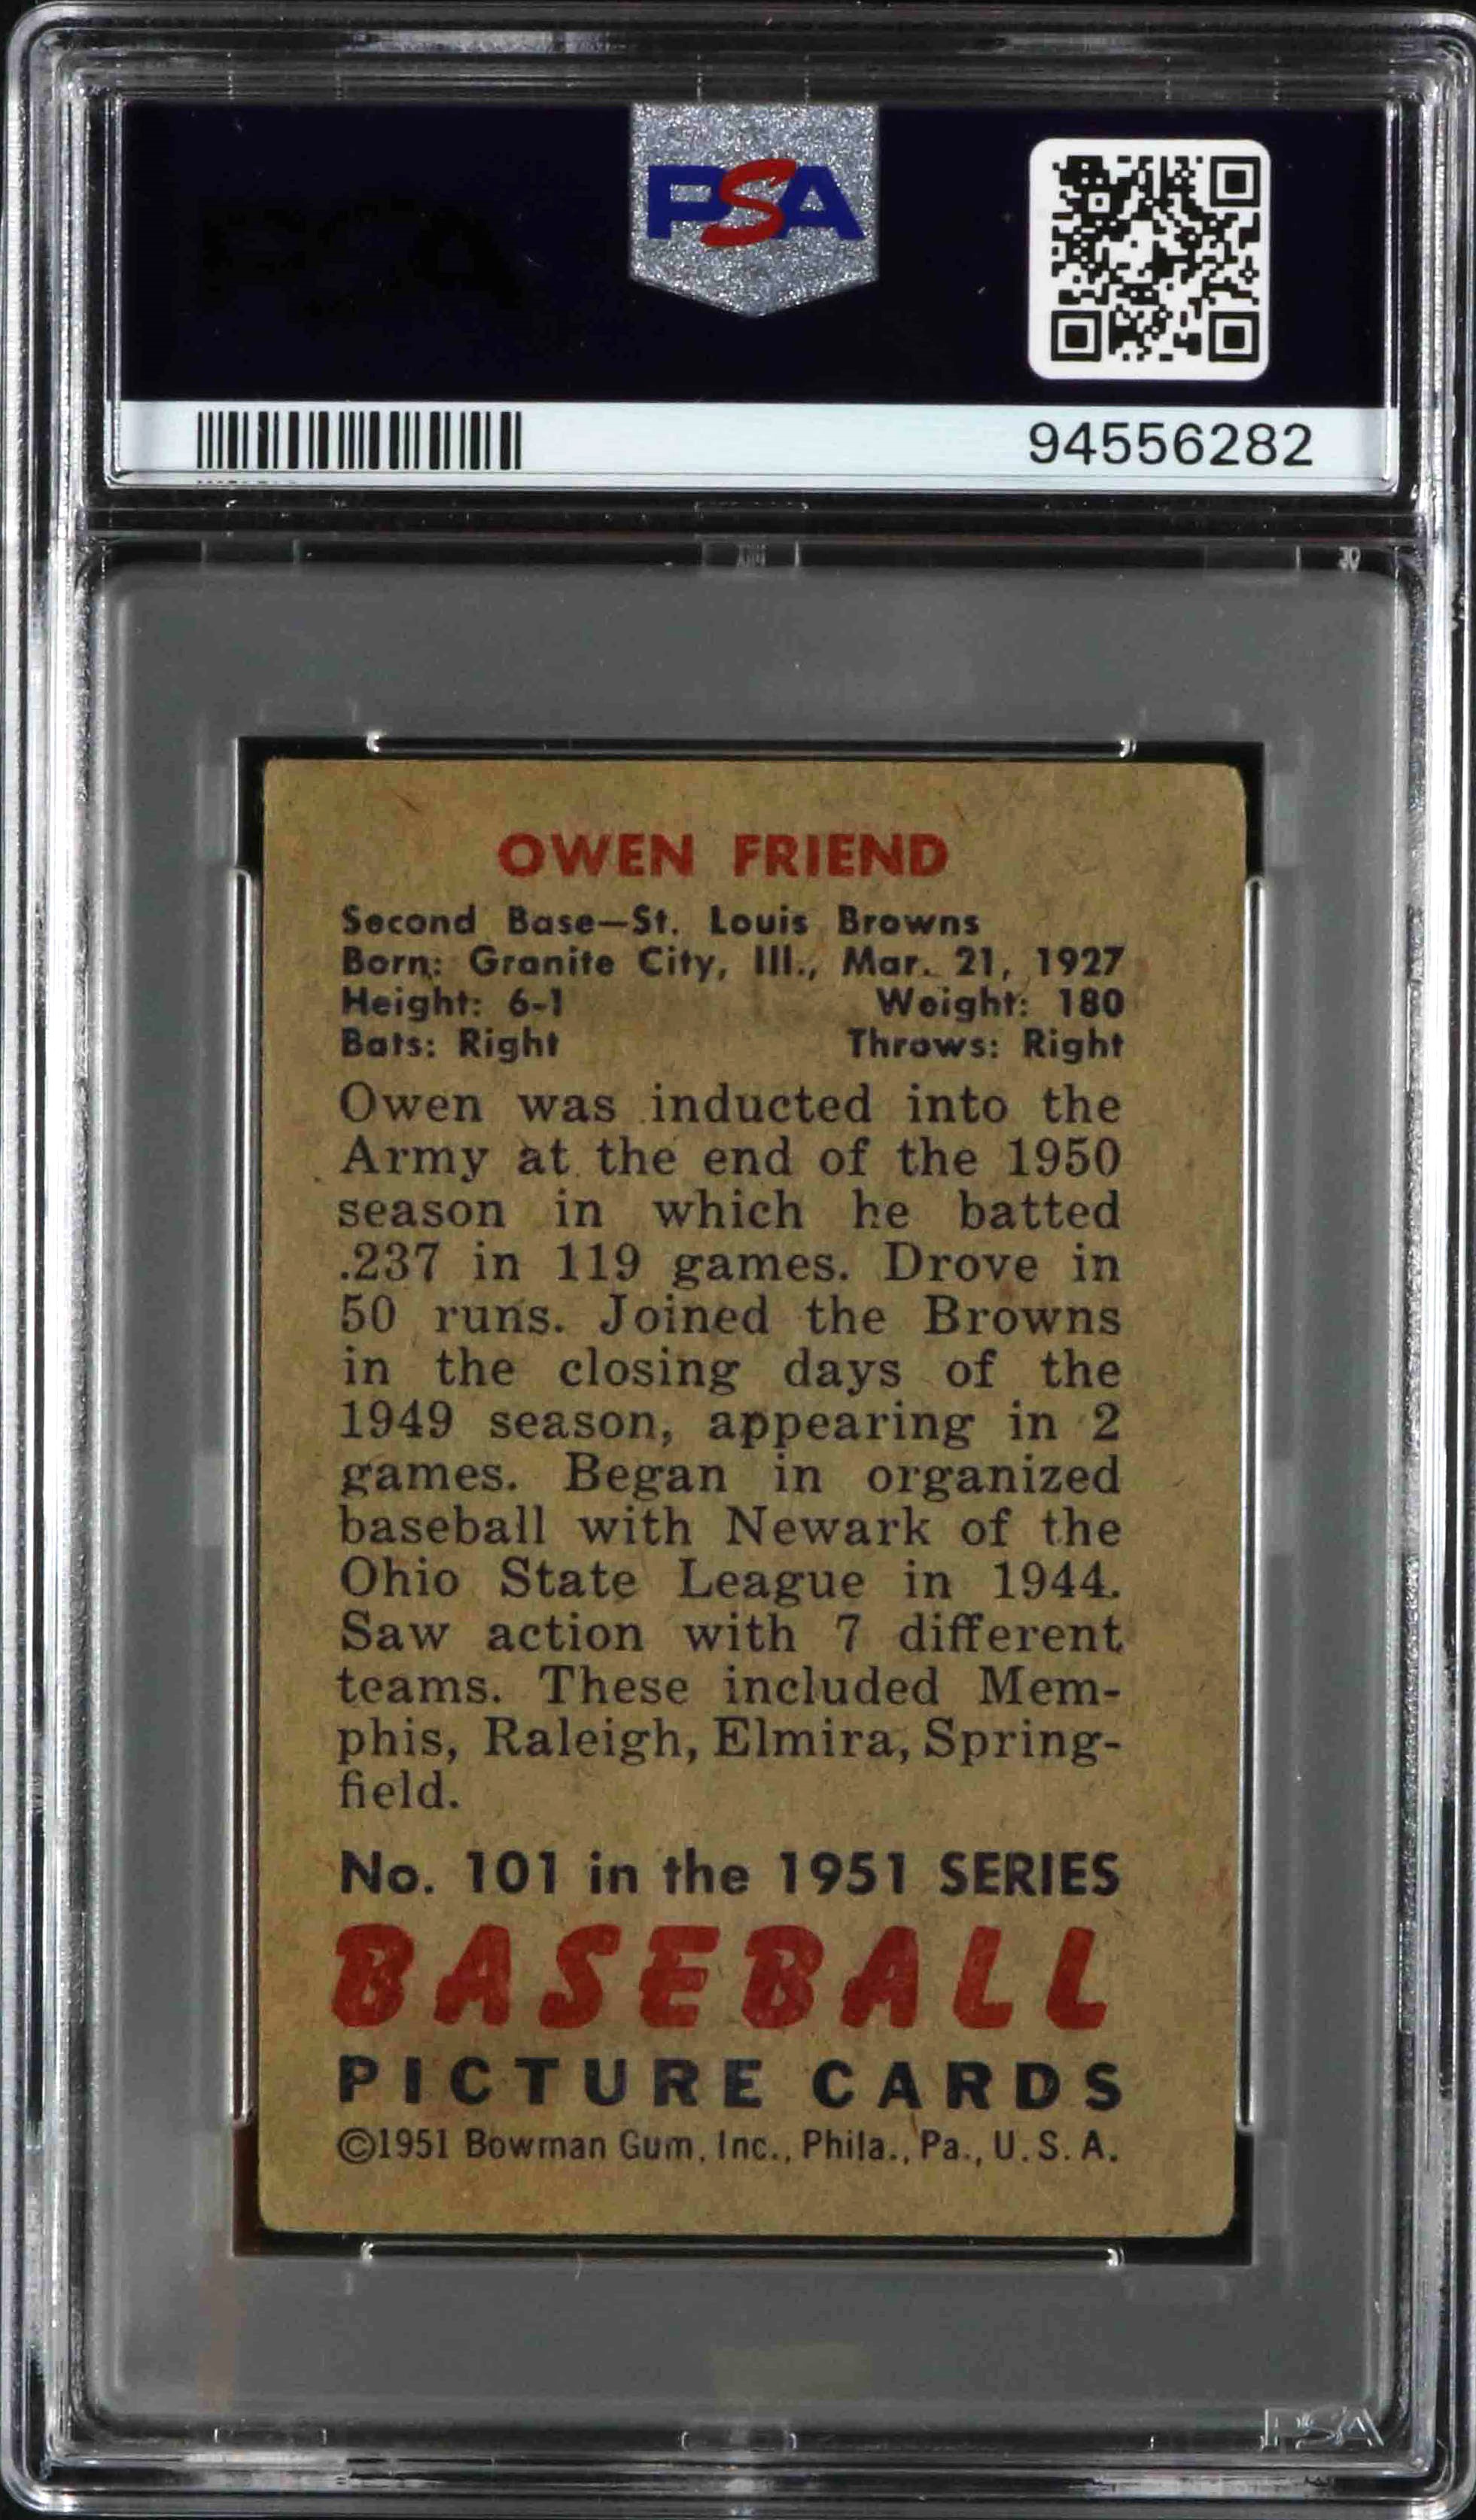 PSA
94556282
OWEN FRIEND
Second Base—St. Louis Browns
Born: Granite City, Ill., Mar. 21, 1927
Height: 6-1 Weight: 180
Bats: Right Throws: Right
Owen was inducted into the
Army at the end of the 1950
season in which he batted
.237 in 119 games. Drove in
50 runs. Joined the Browns
in the closing days of the
1949 season, appearing in 2
games. Began in organized
baseball with Newark of the
Ohio State League in 1944.
Saw action with 7 different
teams. These included Mem-
phis, Raleigh, Elmira, Spring-
field.
No. 101 in the 1951 SERIES
BASEBALL
PICTURE CARDS
©1951 Bowman Gum, Inc., Phila., Pa., U.S.A.
PSA